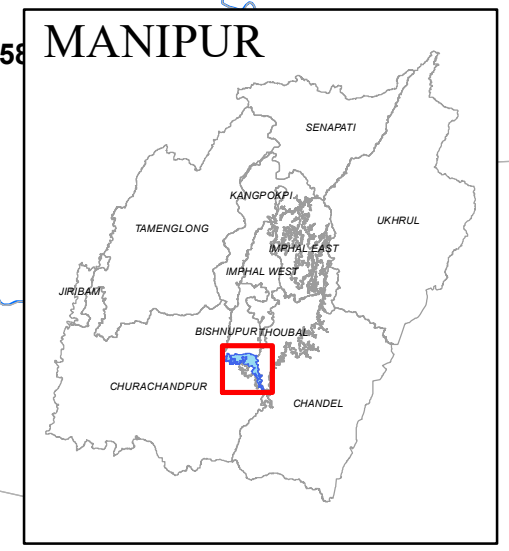 58
MANIPUR
SENAPATI
KANGPOKPI
UKHRUL
TAMENGLONG
IMPHAL EAST
IMPHAL WEST
JIRIBAM
BISHNUPUR
THOUBAL
CHURACHANDPUR
CHANDEL